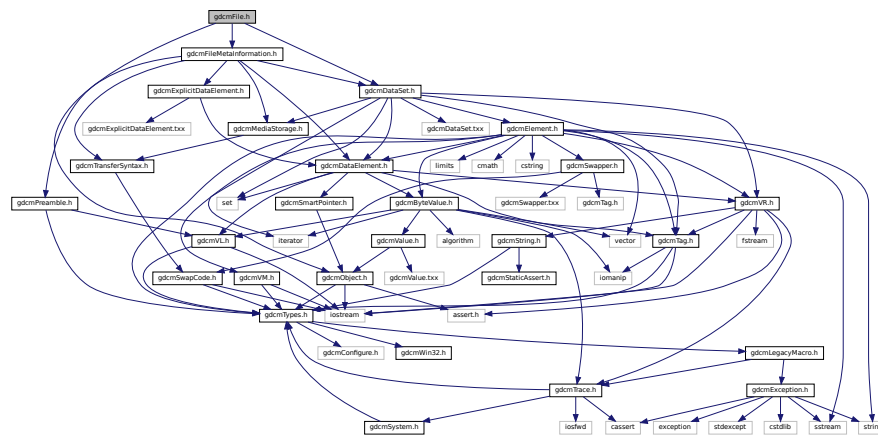 gdcmFile.h
gdcmFileMetaInformation.h
gdcmExplicitDataElement.h
gdcmDataSet.h
gdcmExplicitDataElement.txx
gdcmMediaStorage.h
gdcmDataSet.txx
gdcmElement.h
gdcmTransferSyntax.h
gdcmDataElement.h
limits
cmath
cstring
gdcmSwapper.h
gdcmPreamble.h
set
gdcmSmartPointer.h
gdcmByteValue.h
gdcmSwapper.txx
gdcmTag.h
gdcmVR.h
gdcmVL.h
iterator
gdcmValue.h
algorithm
gdcmString.h
vector
gdcmTag.h
fstream
gdcmSwapCode.h
gdcmVM.h
gdcmObject.h
gdcmValue.txx
gdcmStaticAssert.h
iomanip
gdcmTypes.h
iostream
assert.h
gdcmConfigure.h
gdcmWin32.h
gdcmLegacyMacro.h
gdcmTrace.h
gdcmException.h
gdcmSystem.h
iosfwd
cassert
exception
stdexcept
cstdlib
sstream